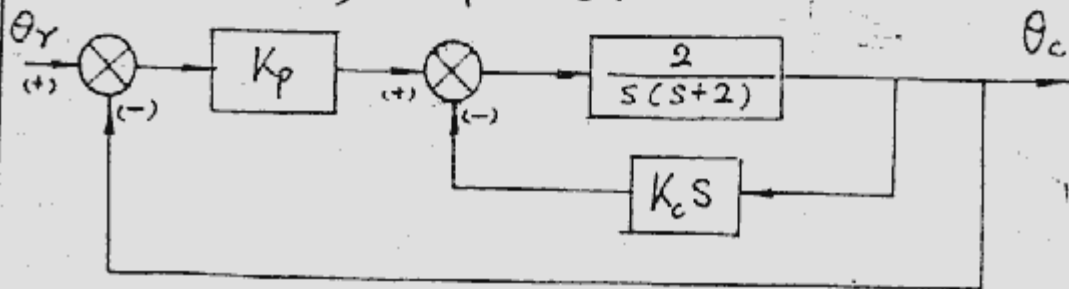 θr
(+)
(-)
Kp
(+)
(-)
2
s(s+2)
θc
Kc s